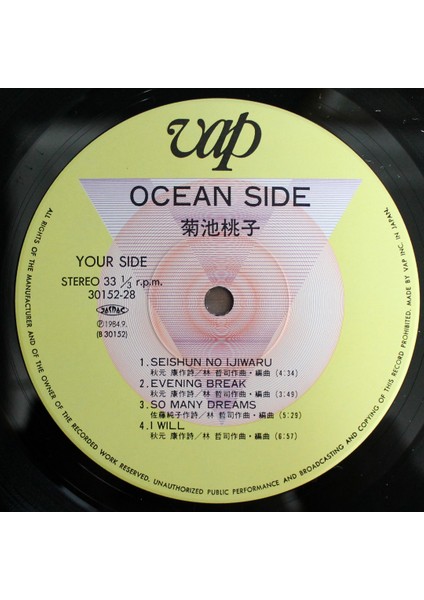 vap
OCEAN SIDE
菊池桃子
YOUR SIDE
STEREO 33 1/3 r.p.m.
30152-28
JASRAC
Ⓟ1984.9.
(B 30152)
1. SEISHUN NO IJIWARU
秋元 康作詩／林 哲司作曲・編曲 (4:34)
2. EVENING BREAK
秋元 康作詩／林 哲司作曲・編曲 (3:49)
3. SO MANY DREAMS
佐藤純子作詩／林 哲司作曲・編曲 (5:29)
4. I WILL
秋元 康作詩／林 哲司作曲・編曲 (6:57)
ALL RIGHTS OF THE MANUFACTURER AND OF THE OWNER OF THE RECORDED WORK RESERVED. UNAUTHORIZED PUBLIC PERFORMANCE AND BROADCASTING AND COPYING OF THIS RECORD PROHIBITED. MADE BY VAP INC. IN JAPAN.